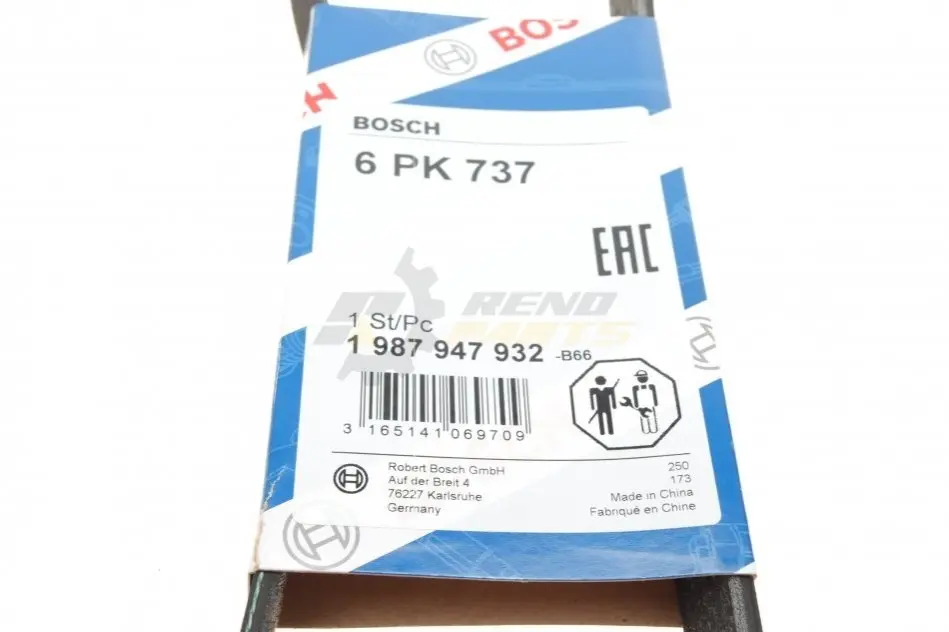 BOSCH
H
BOSCH
6 PK 737
EAC
RENO
PARTS
1 St/Pc
1 987 947 932 -B66
3 165141 069709
Robert Bosch GmbH
Auf der Breit 4
76227 Karlsruhe
Germany
250
173
Made in China
Fabriqué en Chine